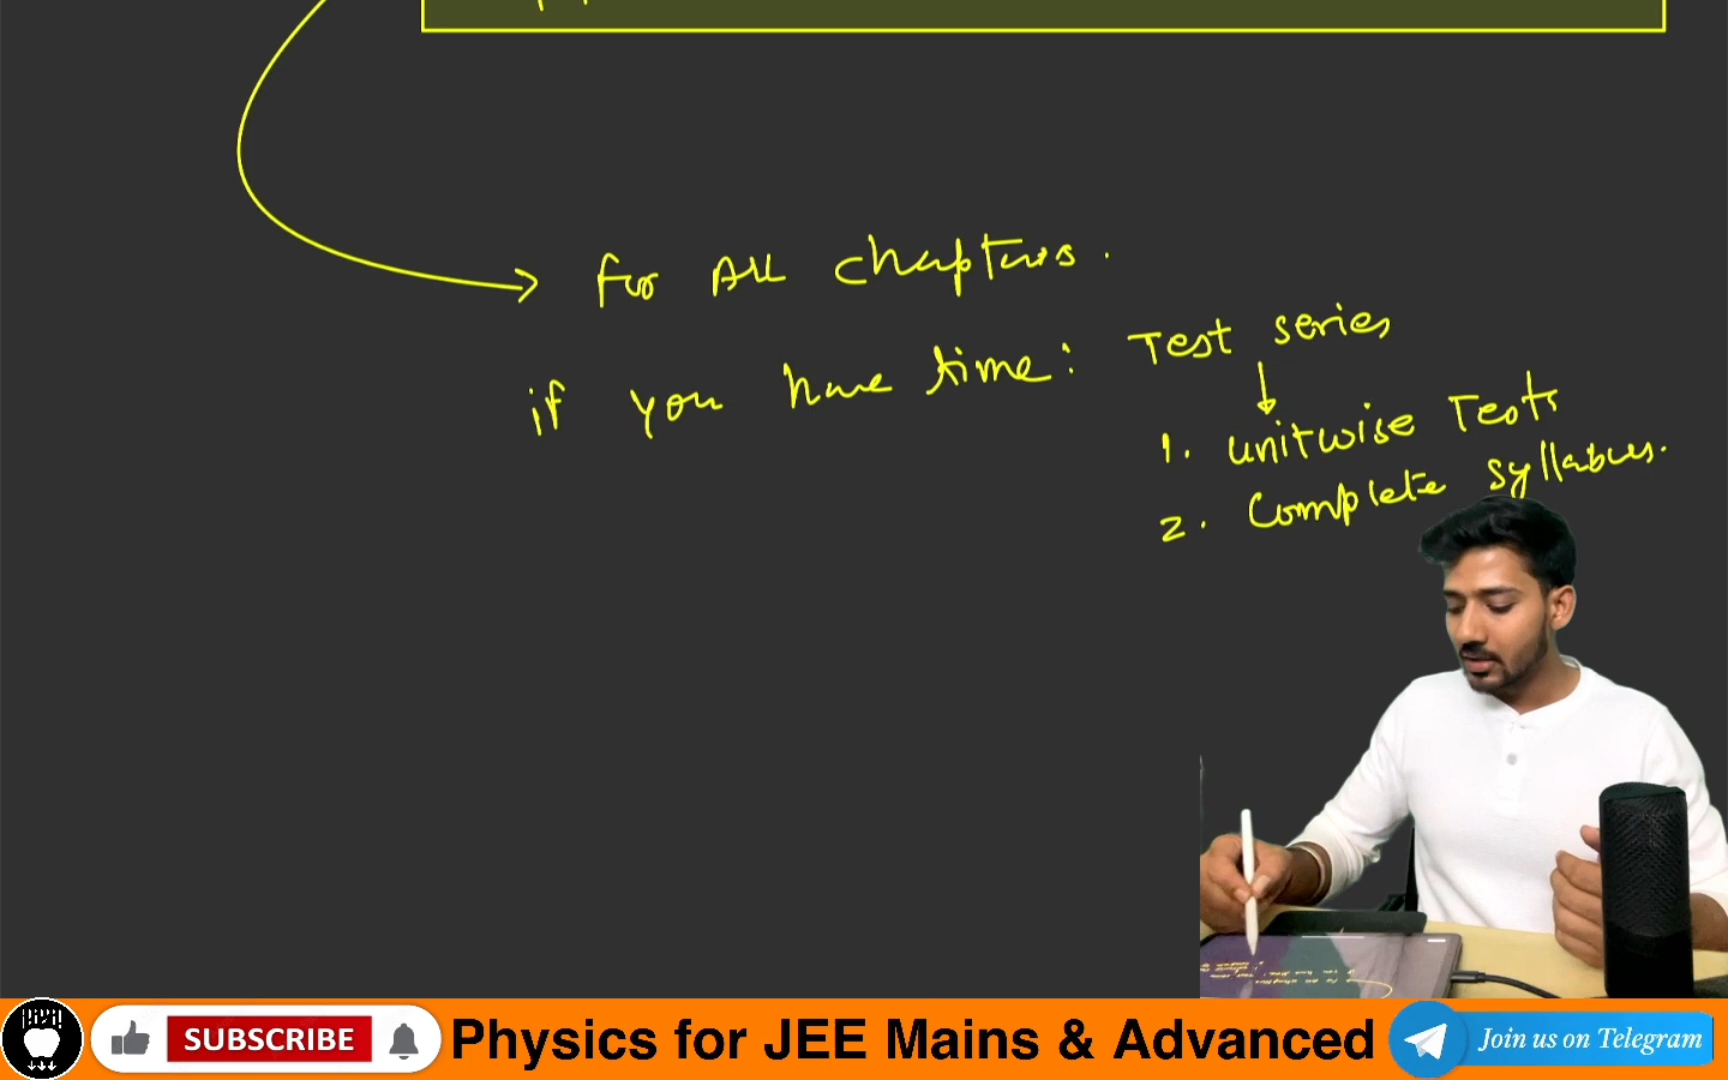 for All chapters.
if you have time: Test series
1. unitwise Tests
2. Complete syllabus.
SUBSCRIBE
Physics for JEE Mains & Advanced
Join us on Telegram